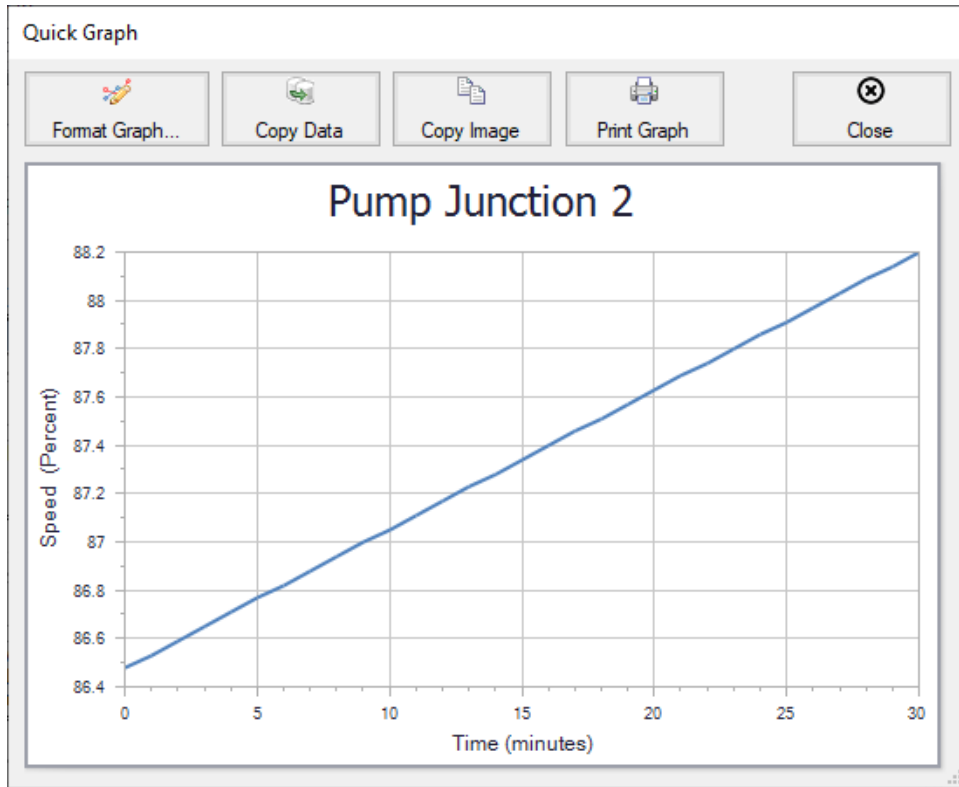 Quick Graph
Format Graph... Copy Data Copy Image Print Graph Close
Pump Junction 2
88.2
88
87.8
87.6
87.4
87.2
87
86.8
86.6
86.4
Speed (Percent)
0 5 10 15 20 25 30
Time (minutes)